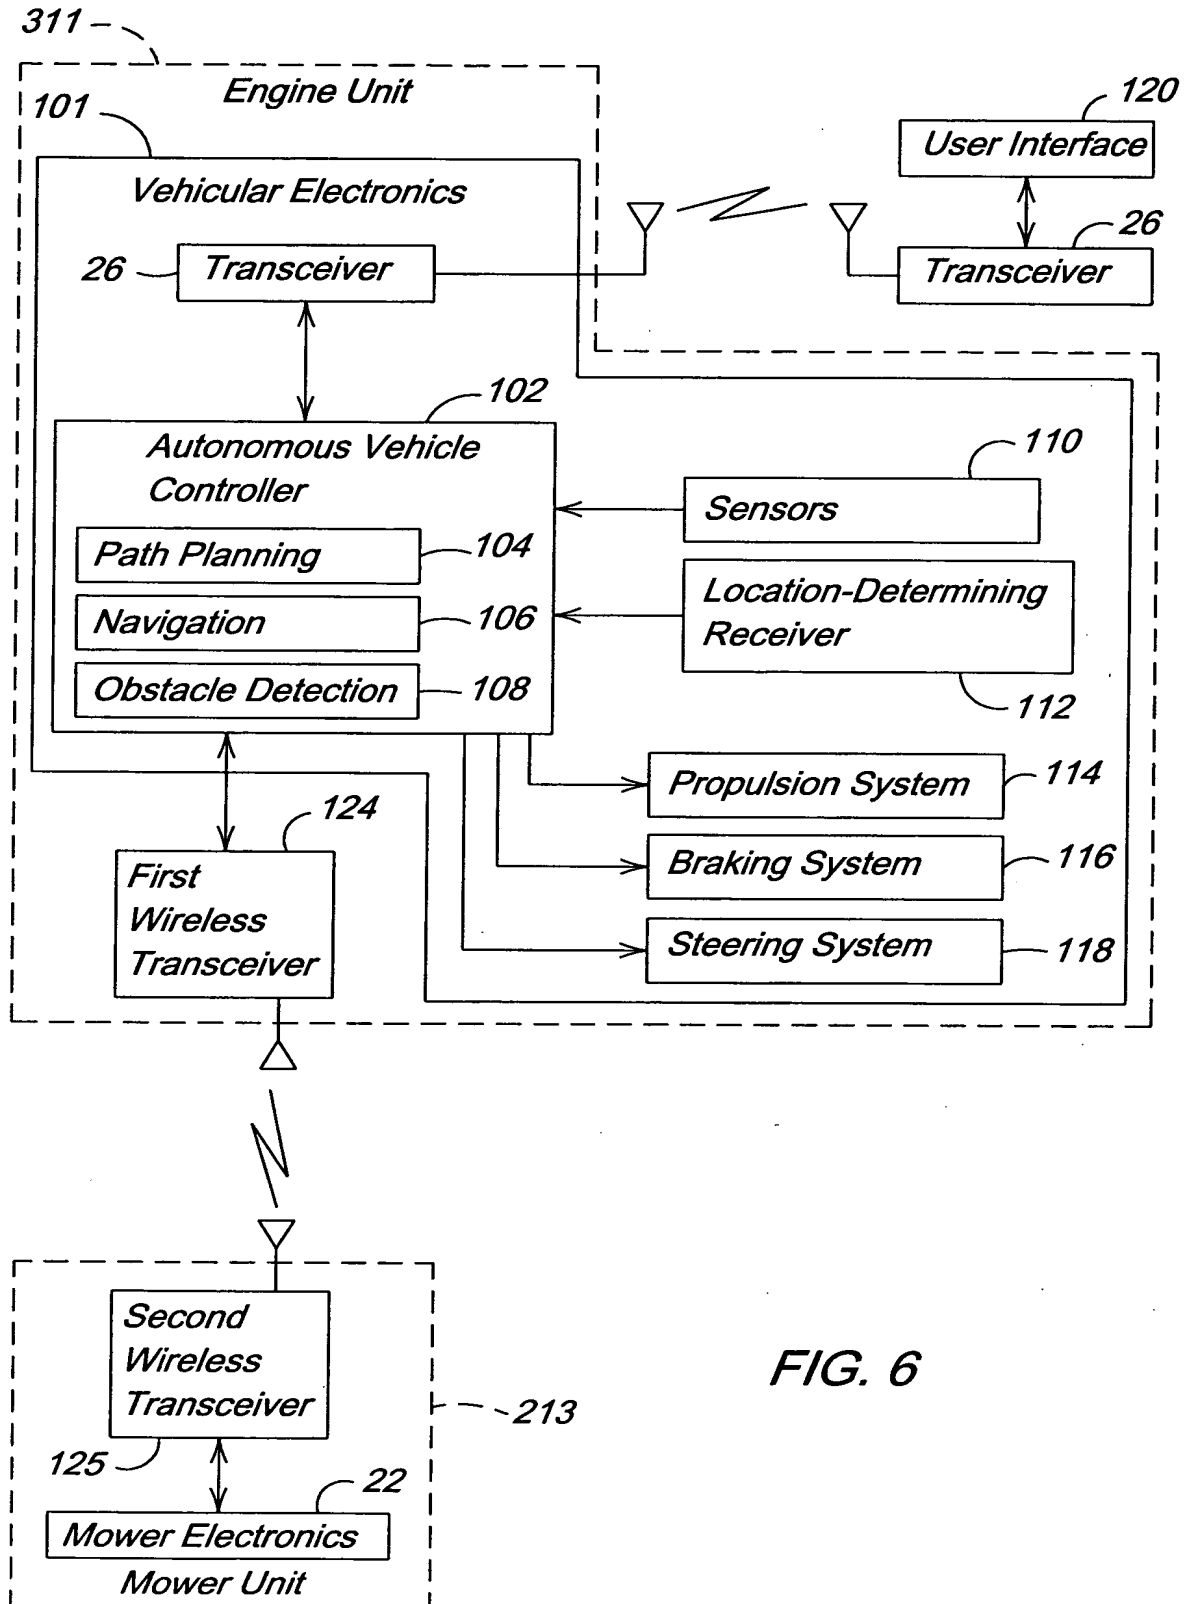 311
Engine Unit
101
120
User Interface
Vehicular Electronics
26
26
Transceiver
Transceiver
102
Autonomous Vehicle
Controller
110
Sensors
Path Planning
104
Location-Determining
Receiver
Navigation
106
Obstacle Detection
108
112
Propulsion System
114
124
First
Wireless
Transceiver
Braking System
116
Steering System
118
Second
Wireless
Transceiver
FIG. 6
213
125
22
Mower Electronics
Mower Unit